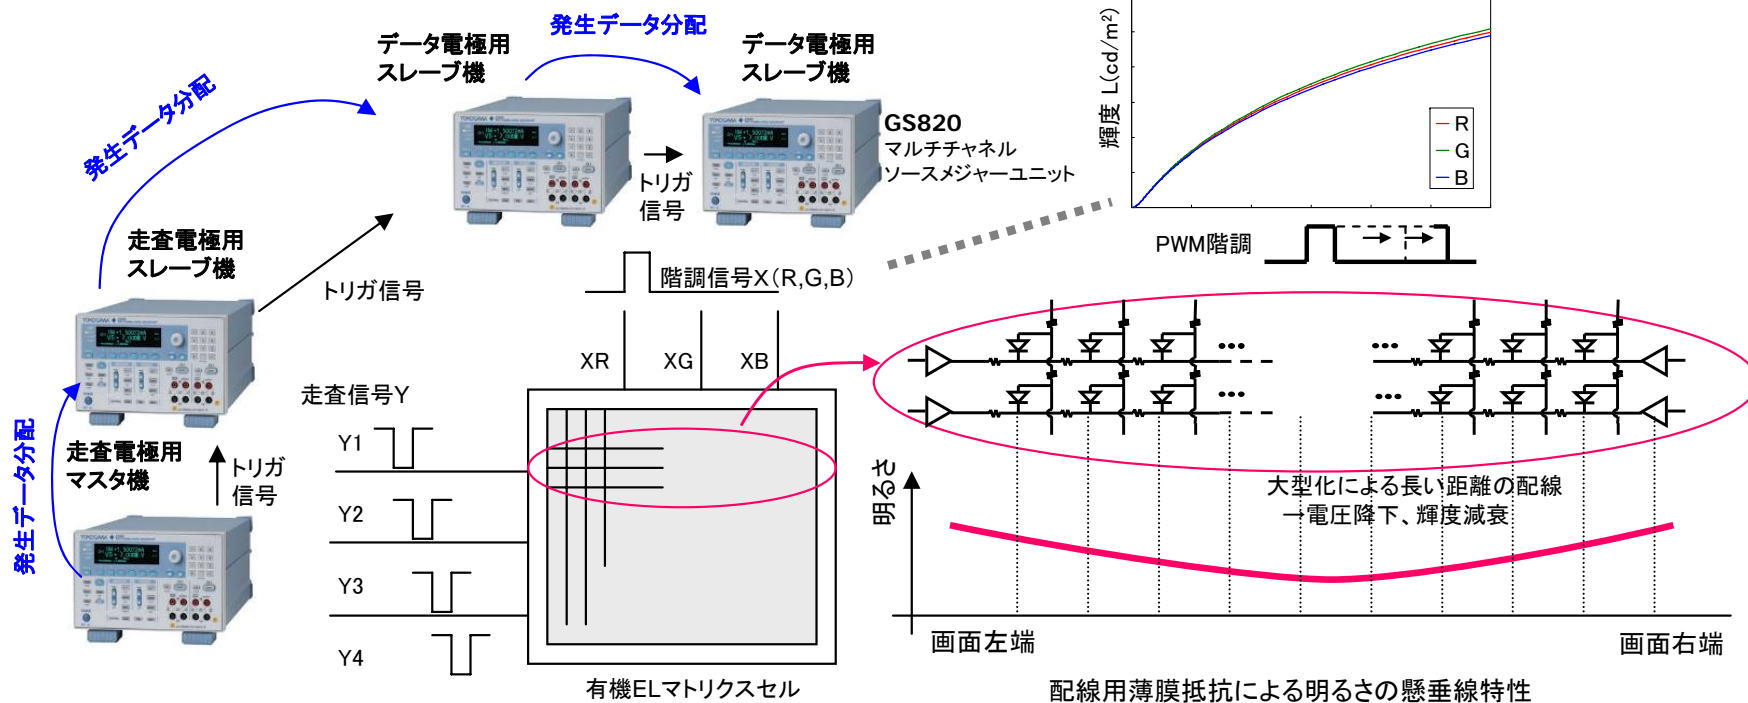 発生データ分配
データ電極用
スレーブ機
データ電極用
スレーブ機
発生データ分配
GS820
マルチチャネル
ソースメジャーユニット
トリガ
信号
輝度 L(cd/m²)
R
G
B
PWM階調
走査電極用
スレーブ機
トリガ信号
階調信号X(R,G,B)
XR
XG
XB
走査信号Y
Y1
Y2
Y3
Y4
発生データ分配
走査電極用
マスタ機
トリガ
信号
YOKOGAWA
YOKOGAWA
YOKOGAWA
YOKOGAWA
有機ELマトリクスセル
明るさ
大型化による長い距離の配線
→電圧降下、輝度減衰
画面左端
画面右端
配線用薄膜抵抗による明るさの懸垂線特性